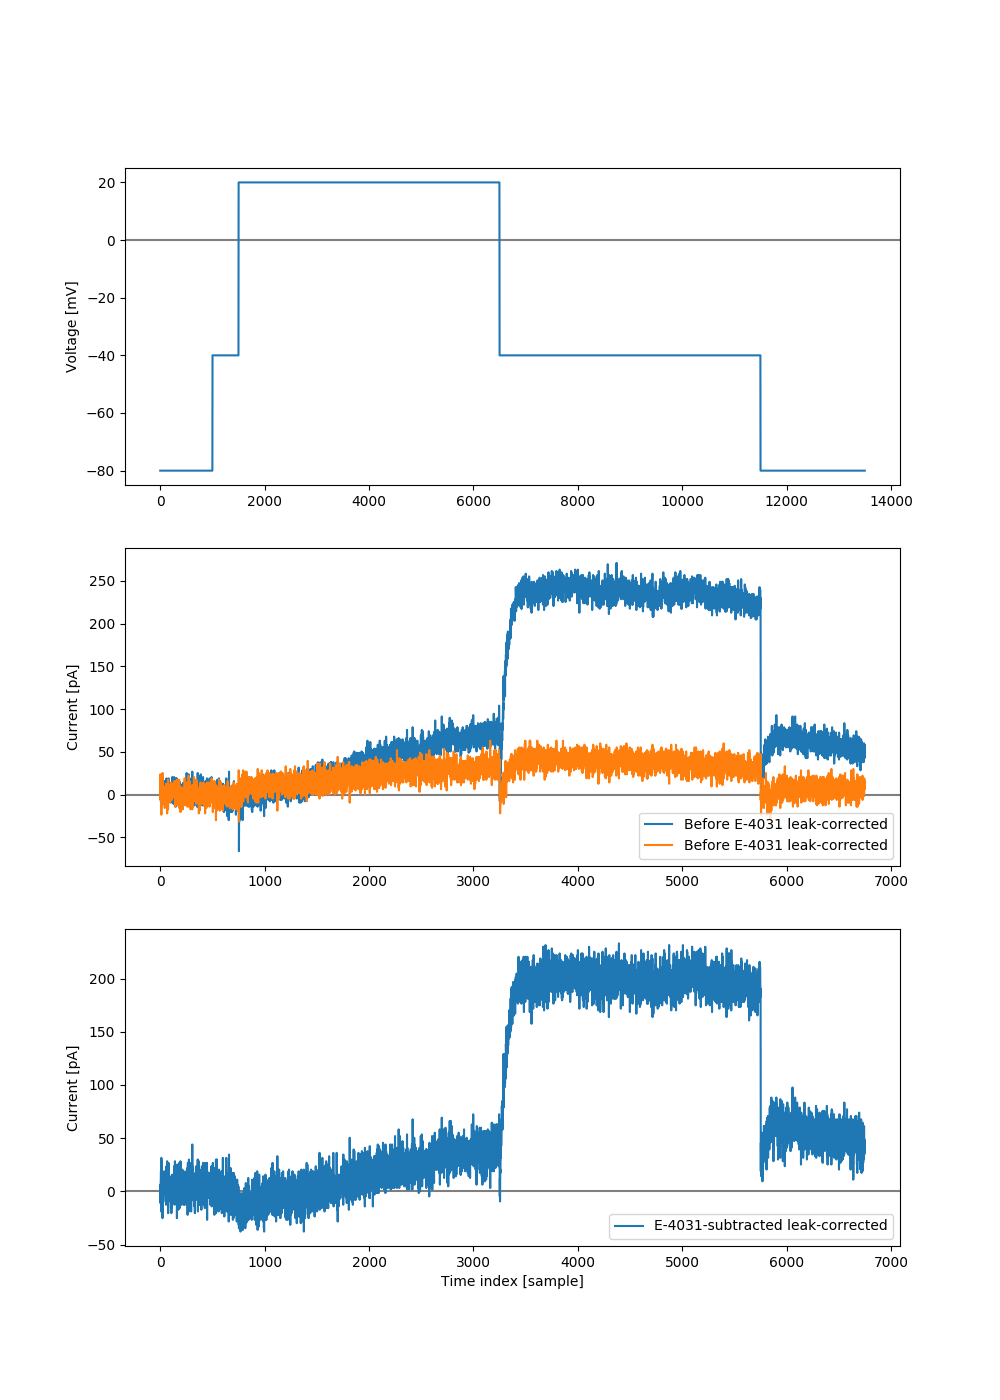 Voltage [mV]
20
0
−20
−40
−60
−80
0 2000 4000 6000 8000 10000 12000 14000
Current [pA]
250
200
150
100
50
0
−50
Before E-4031 leak-corrected
Before E-4031 leak-corrected
0 1000 2000 3000 4000 5000 6000 7000
Current [pA]
200
150
100
50
0
−50
E-4031-subtracted leak-corrected
0 1000 2000 3000 4000 5000 6000 7000
Time index [sample]